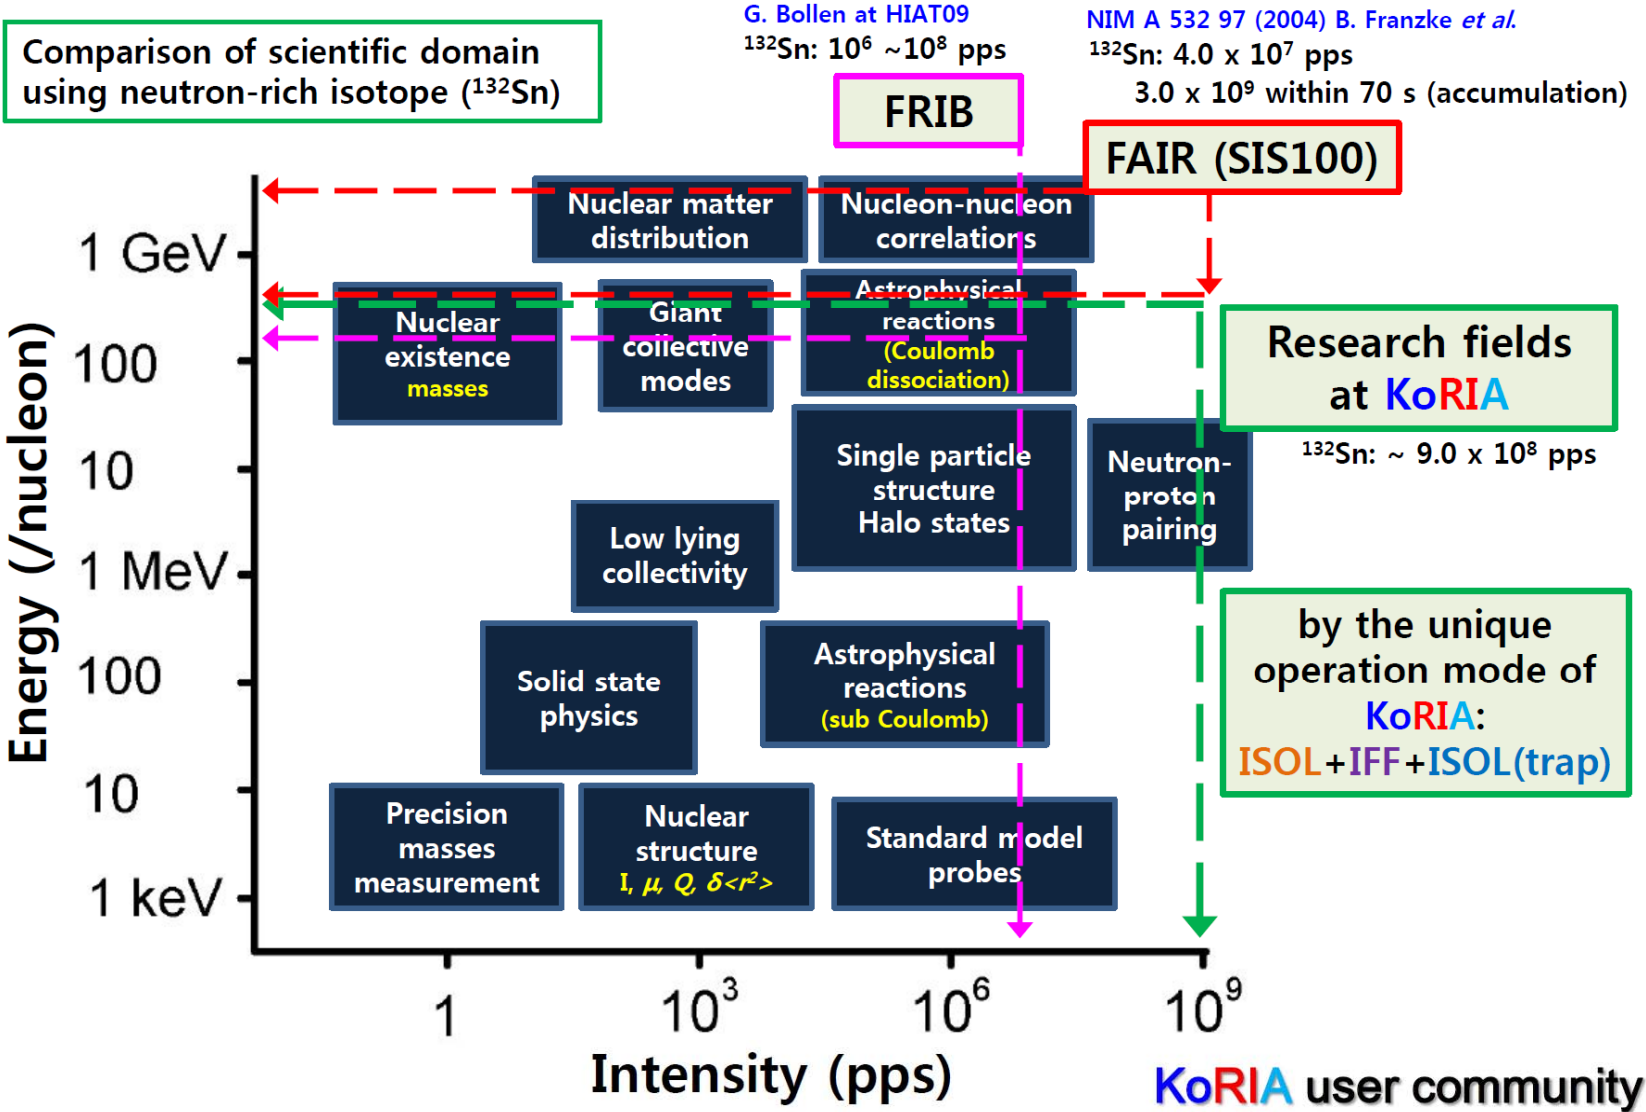 G. Bollen at HIAT09
¹³²Sn: 10⁶ ~10⁸ pps
NIM A 532 97 (2004) B. Franzke et al.
¹³²Sn: 4.0 x 10⁷ pps
3.0 x 10⁹ within 70 s (accumulation)
Comparison of scientific domain
using neutron-rich isotope (¹³²Sn)
FRIB
FAIR (SIS100)
Nuclear matter
distribution
Nucleon-nucleon
correlations
Nuclear
existence
masses
Giant
collective
modes
Astrophysical
reactions
(Coulomb
dissociation)
Research fields
at KoRIA
¹³²Sn: ~ 9.0 x 10⁸ pps
Single particle
structure
Halo states
Neutron-
proton
pairing
Low lying
collectivity
Solid state
physics
Astrophysical
reactions
(sub Coulomb)
by the unique
operation mode of
KoRIA:
ISOL+IFF+ISOL(trap)
Precision
masses
measurement
Nuclear
structure
I, μ, Q, δ<r²>
Standard model
probes
Energy (/nucleon)
1 GeV
100
10
1 MeV
100
10
1 keV
1
10³
10⁶
10⁹
Intensity (pps)
KoRIA user community